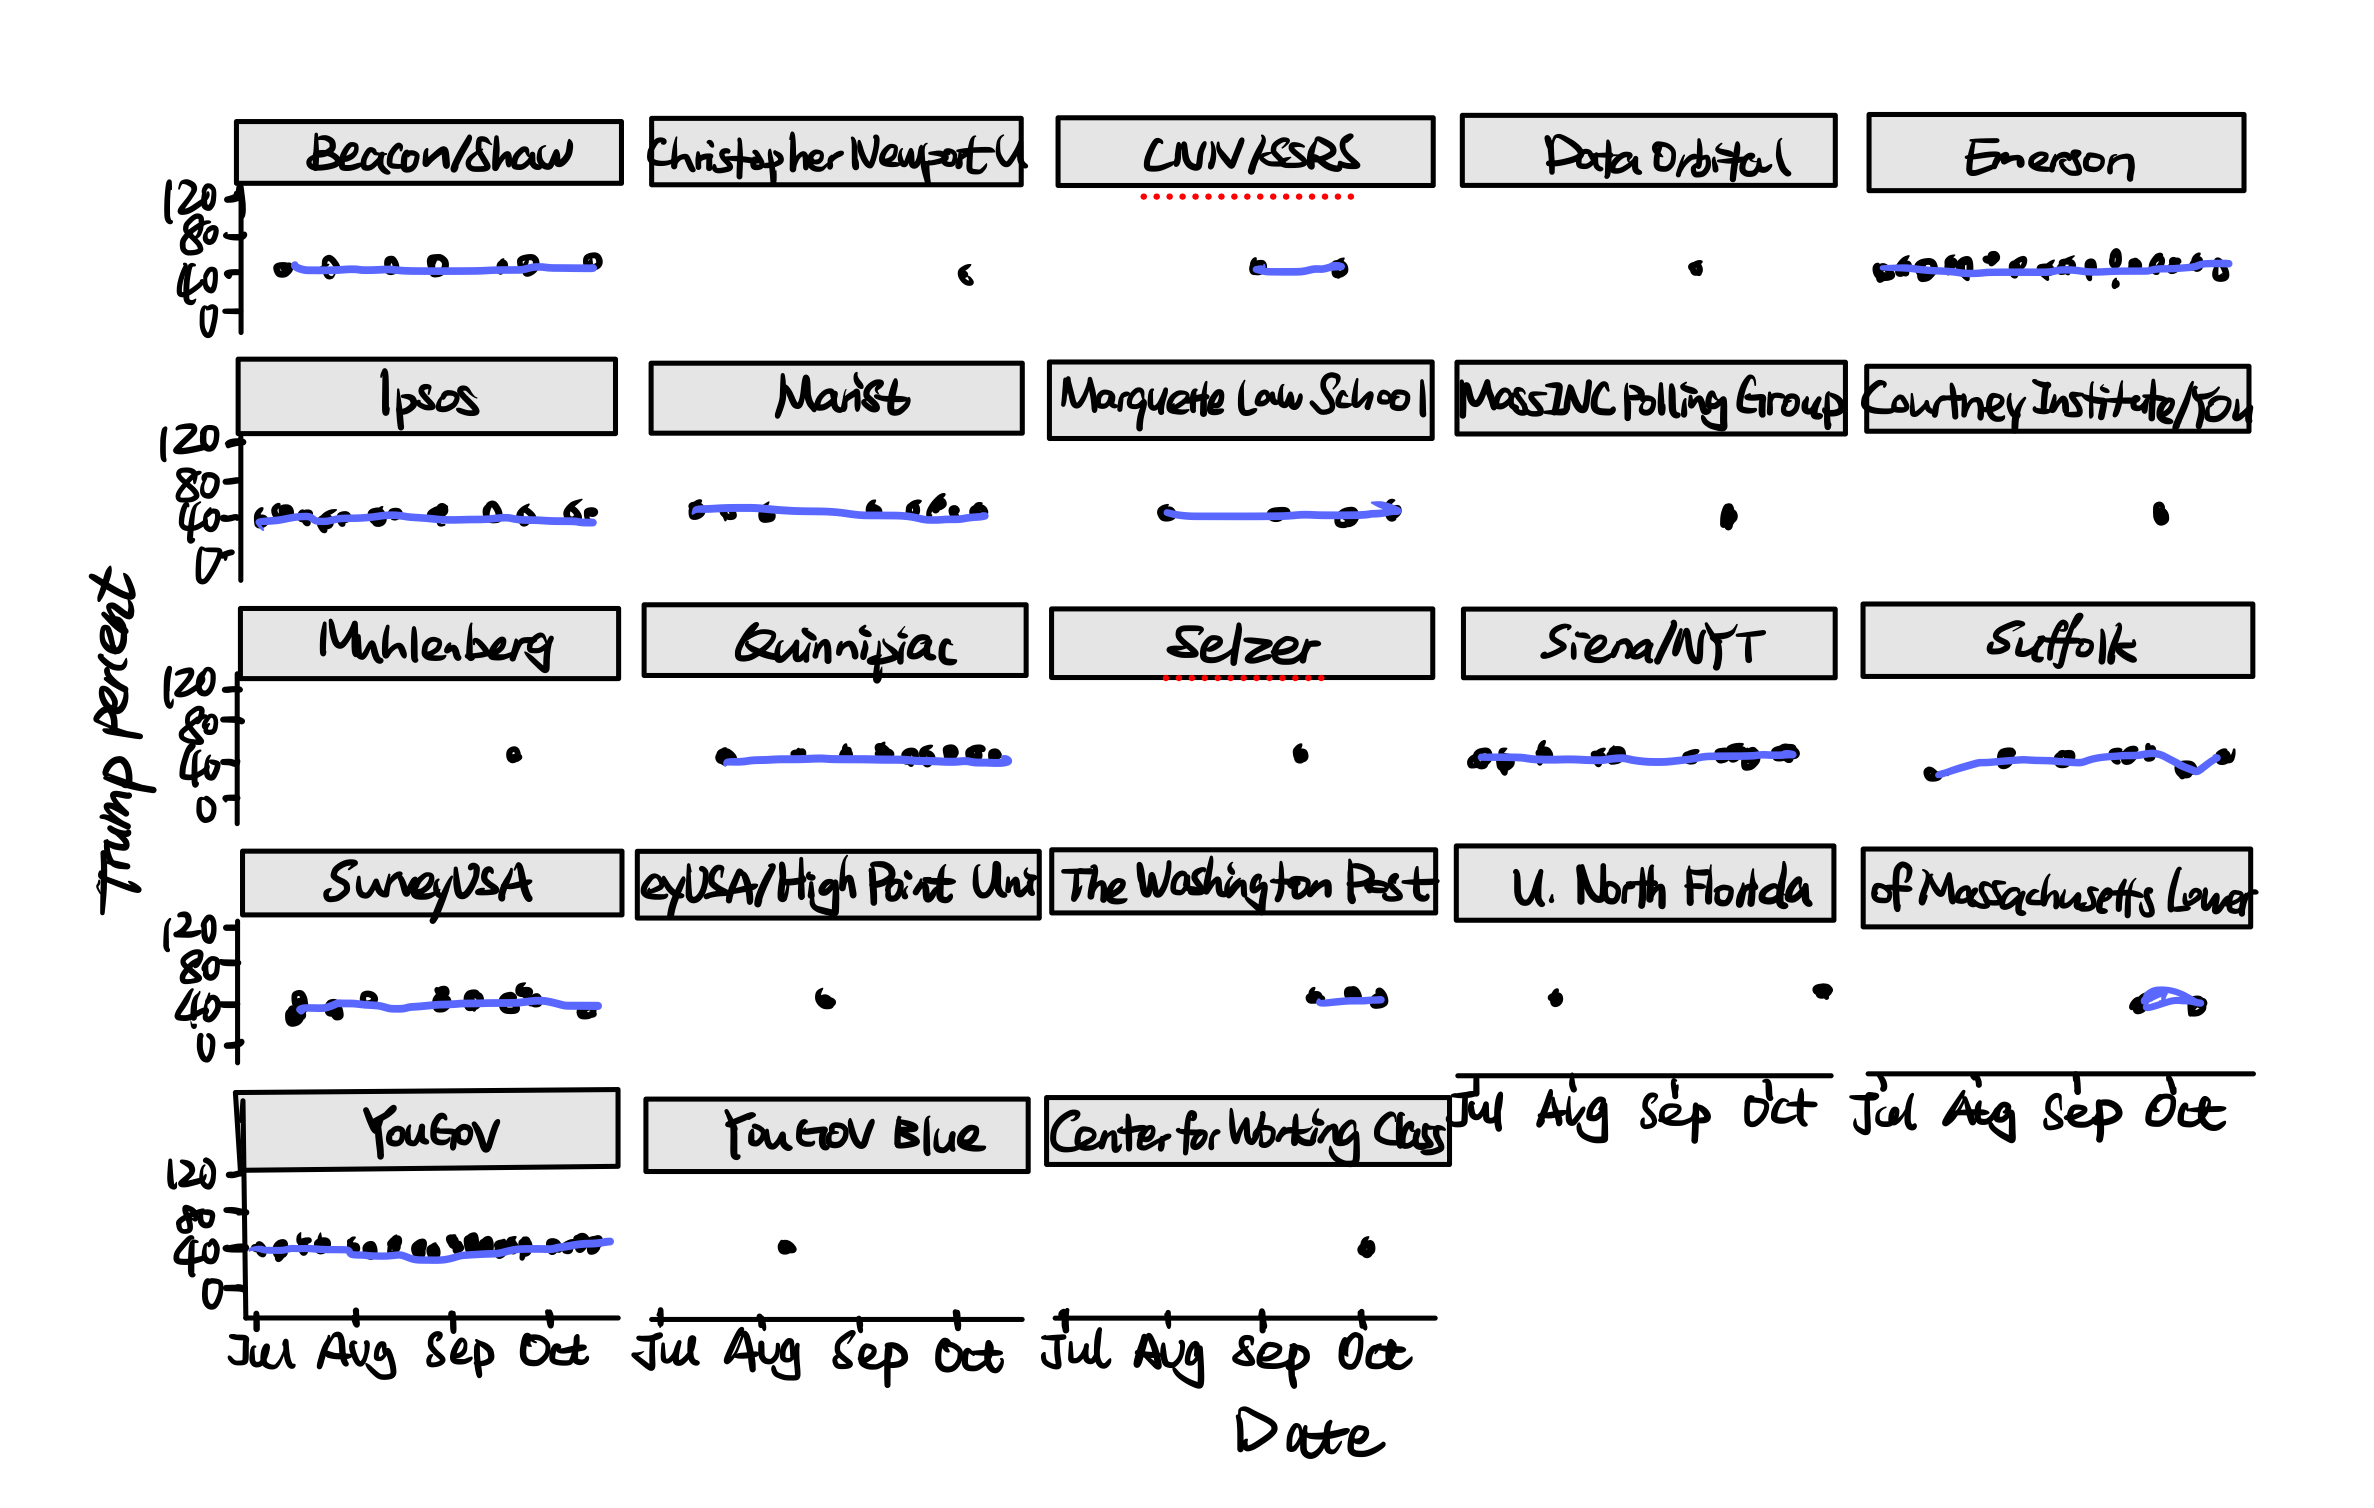 Beacon/Shaw
Christopher Newport U
CNN/SSRS
Data Orbital
Emerson
120
80
40
0
Ipsos
Marist
Marquette Law School
MassINC Polling Group
Courtney Institute/You
120
80
40
0
Muhlenberg
Quinnipiac
Selzer
Siena/NYT
Suffolk
120
80
40
0
SurveyUSA
eyUSA/High Point Univ
The Washington Post
U. North Florida
of Massachusetts Lower
120
80
40
0
Jul Aug Sep Oct
Jul Aug Sep Oct
YouGov
YouGov Blue
Center for Working Class
120
80
40
0
Jul Aug Sep Oct
Jul Aug Sep Oct
Jul Aug Sep Oct
Trump percent
Date